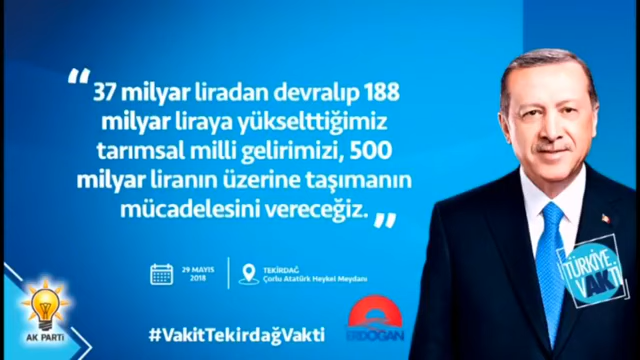 “37 milyar liradan devralıp 188
milyar liraya yükselttiğimiz
tarımsal milli gelirimizi, 500
milyar liranın üzerine taşımanın
mücadelesini vereceğiz.”
29 MAYIS
2018
TEKİRDAĞ
Çorlu Atatürk Heykel Meydanı
TÜRKİYE
VAKTİ
AK PARTİ
#VakitTekirdağVakti
ERDOĞAN